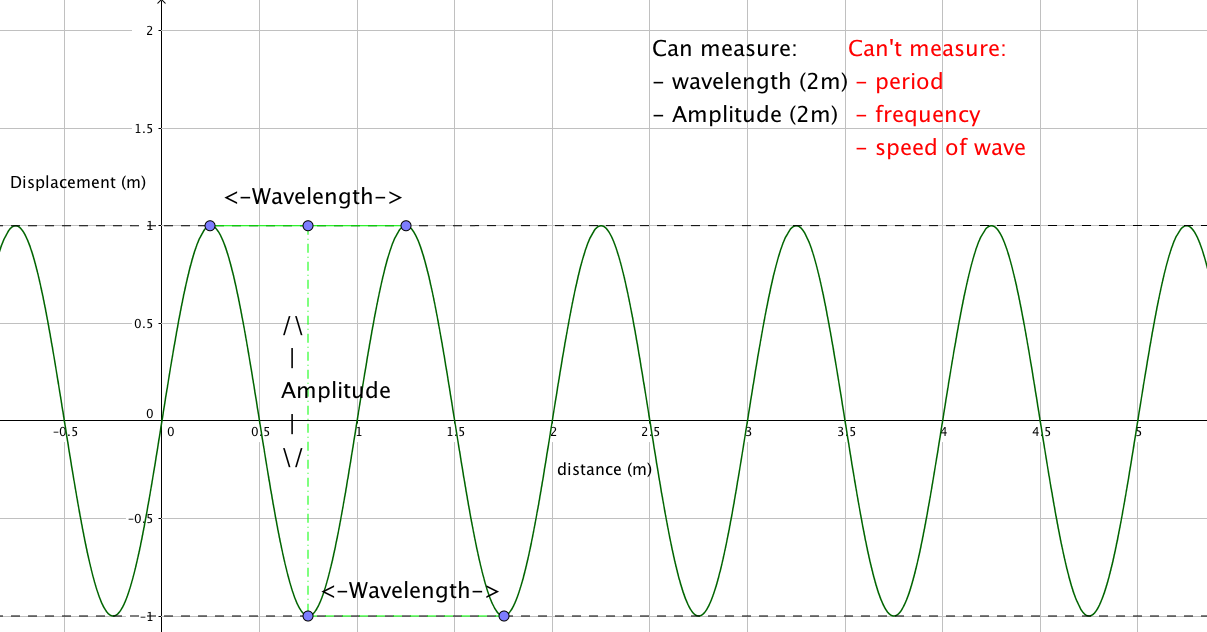 2
Can measure: Can't measure:
- wavelength (2m) - period
- Amplitude (2m) - frequency
1.5
- speed of wave
Displacement (m)
<-Wavelength->
1
/\
0.5
|
Amplitude
0
|
-0.5 0 0.5 1 1.5 2 2.5 3 3.5 4 4.5 5
\/
distance (m)
-0.5
<-Wavelength->
-1